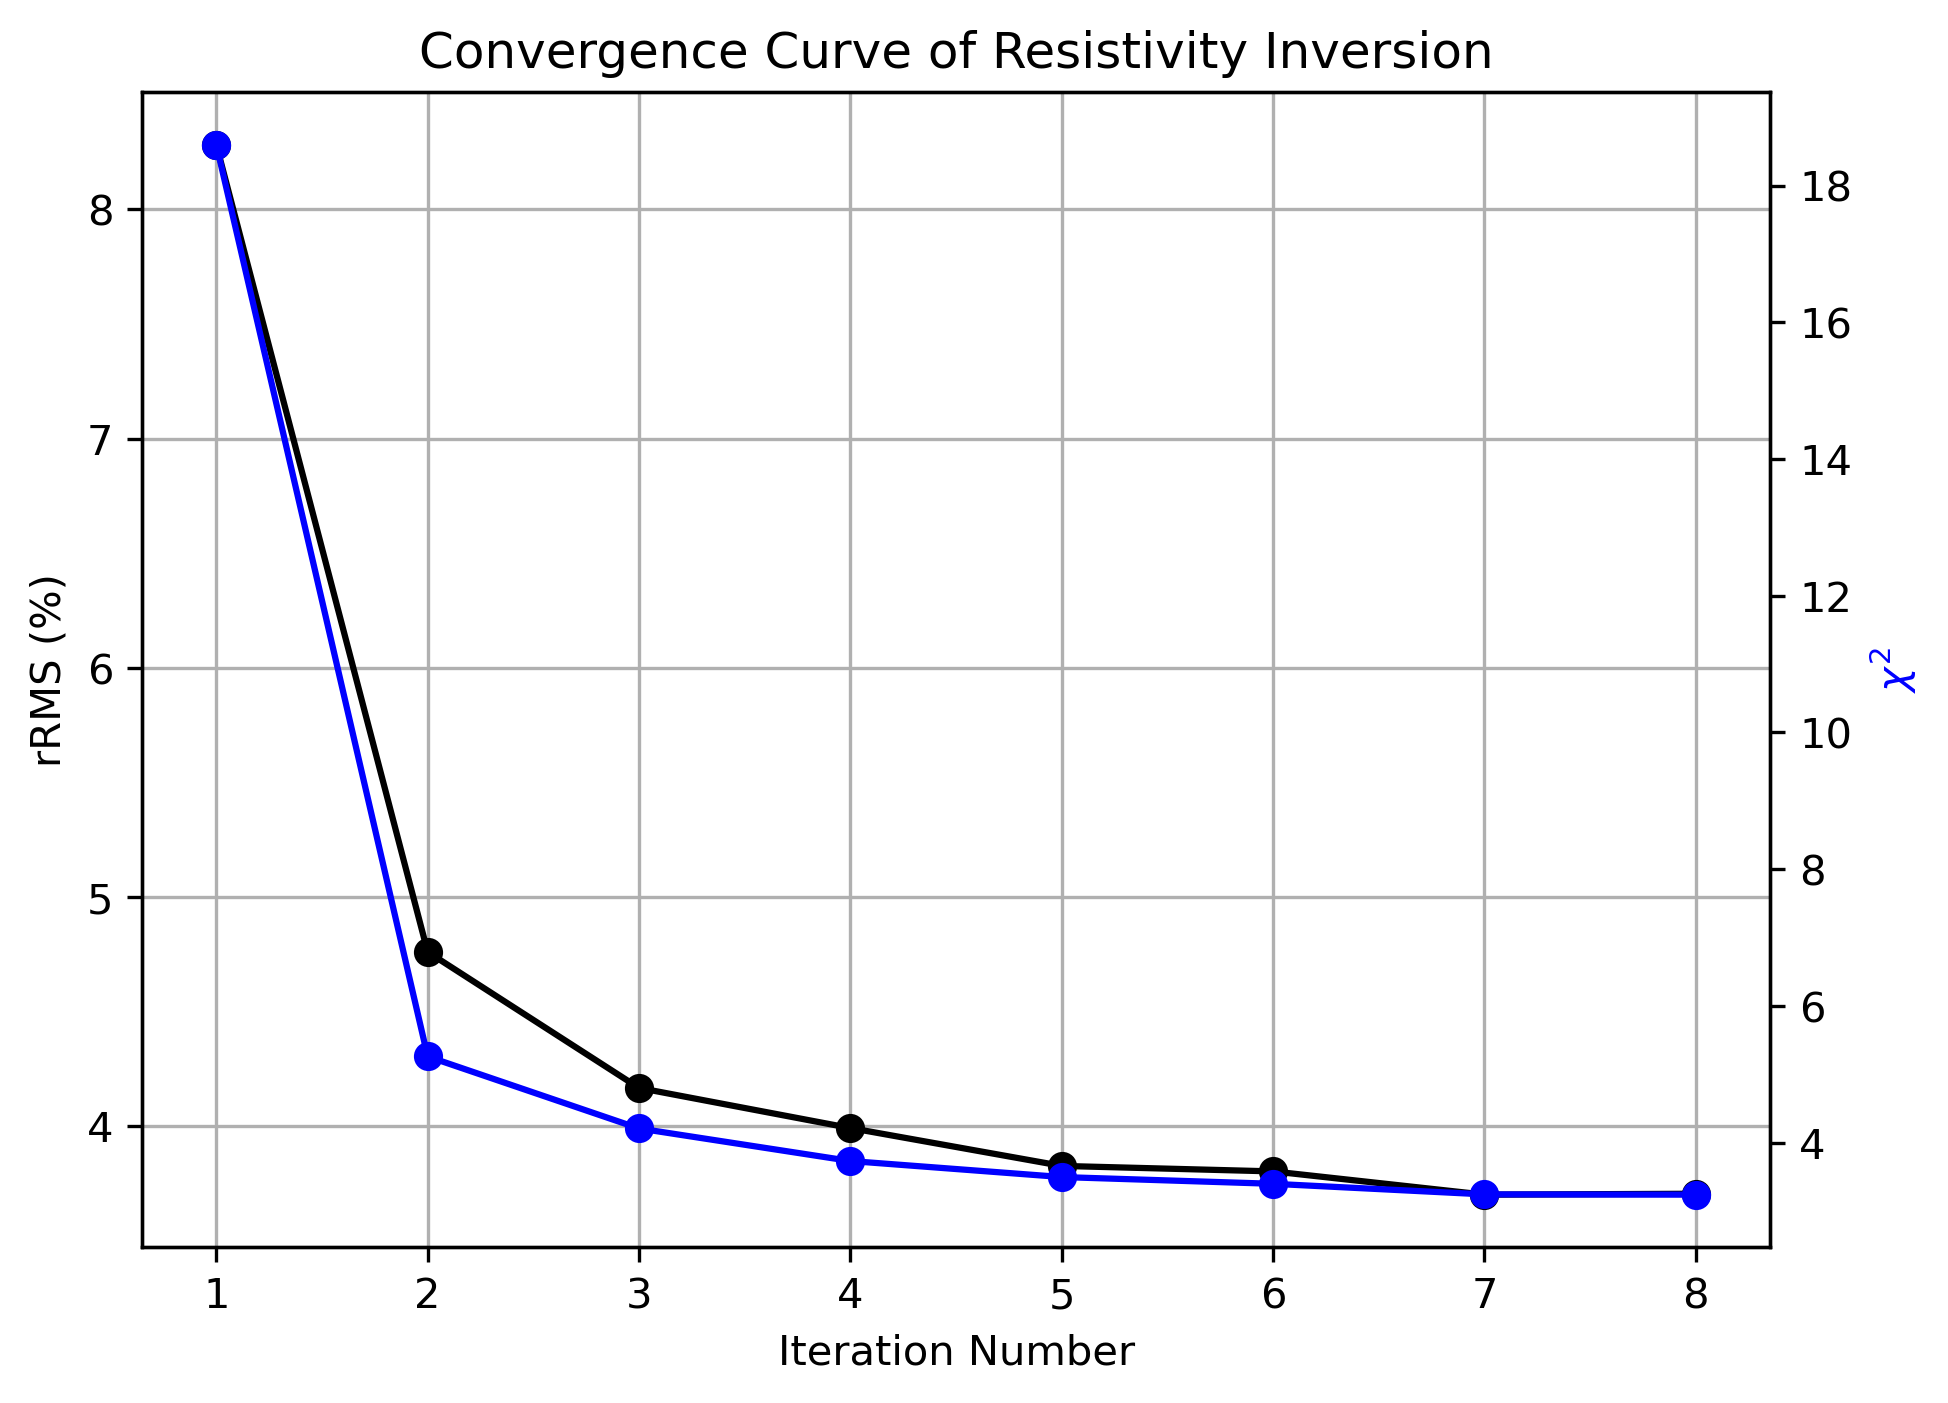 Convergence Curve of Resistivity Inversion
rRMS (%)
8
7
6
5
4
18
16
14
12
10
8
6
4
χ²
1 2 3 4 5 6 7 8
Iteration Number